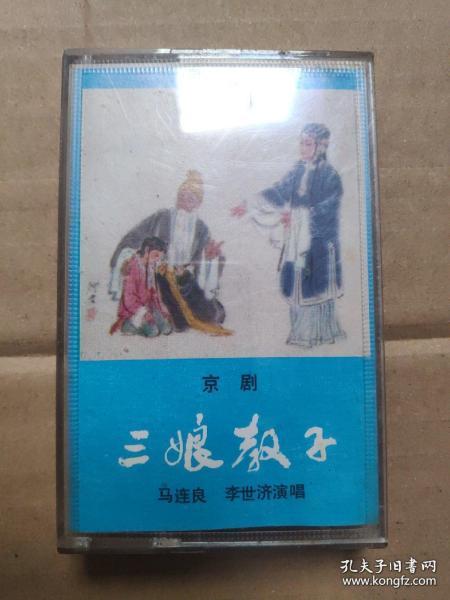 京剧
三娘教子
马连良 李世济演唱
孔夫子旧书网
www.kongfz.com